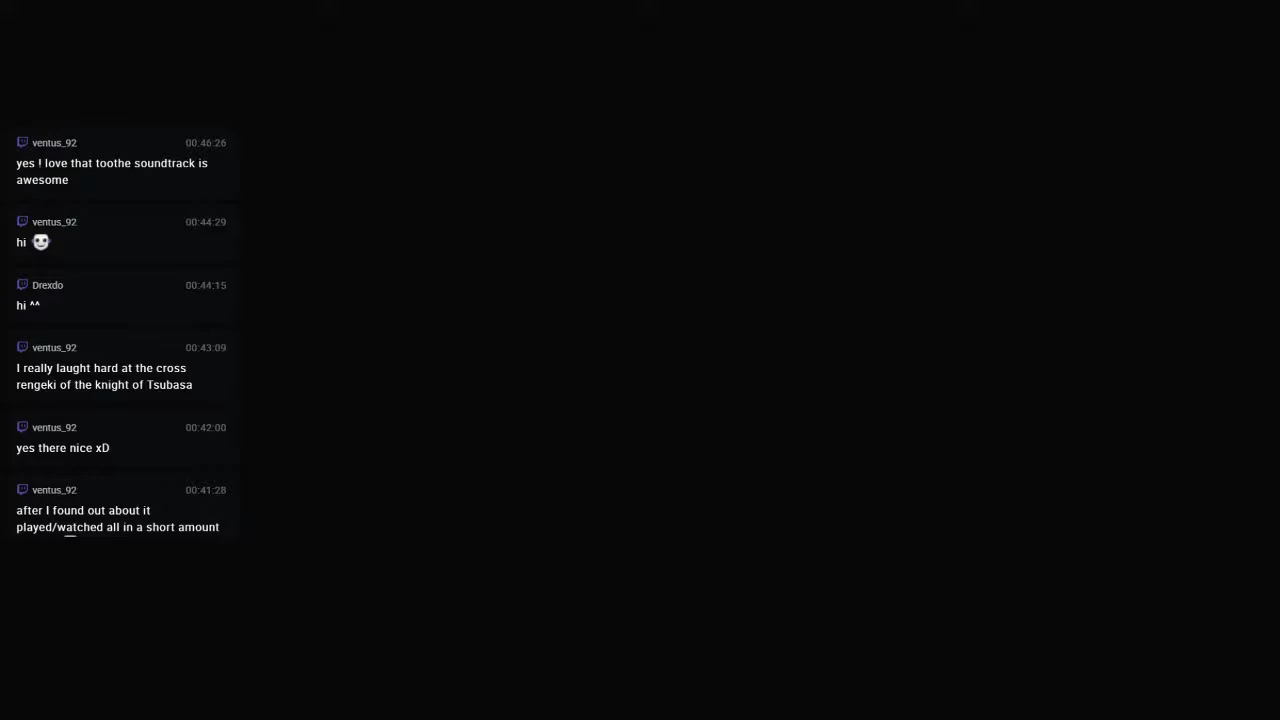 ventus_92 00:46:26
yes ! love that toothe soundtrack is
awesome
ventus_92 00:44:29
hi
Drexdo 00:44:15
hi ^^
ventus_92 00:43:09
I really laught hard at the cross
rengeki of the knight of Tsubasa
ventus_92 00:42:00
yes there nice xD
ventus_92 00:41:28
after I found out about it
played/watched all in a short amount